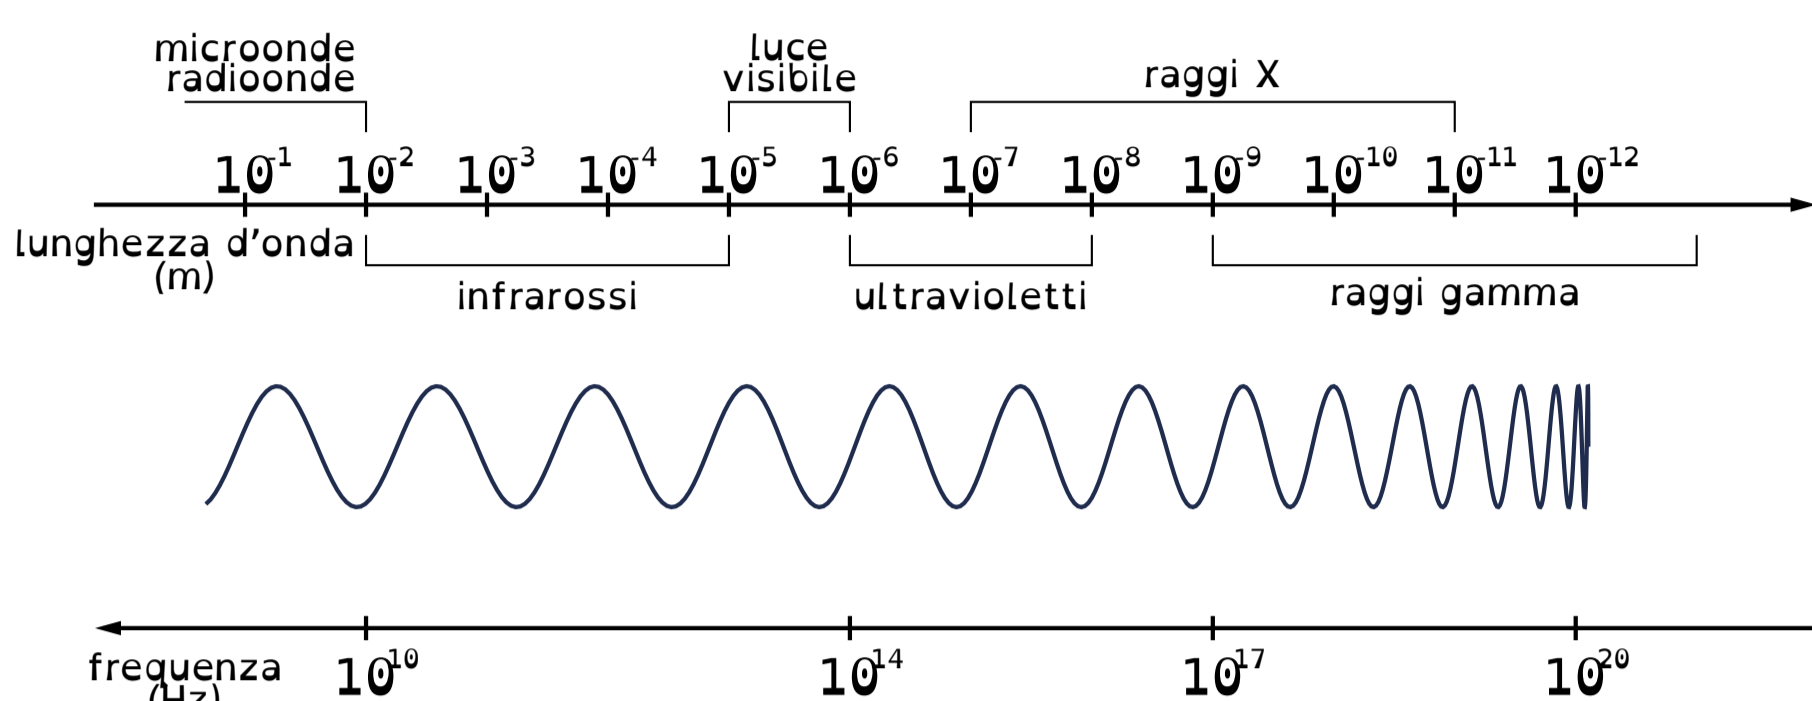 microonde
radioonde
luce
visibile
raggi X
10-1 10-2 10-3 10-4 10-5 10-6 10-7 10-8 10-9 10-10 10-11 10-12
lunghezza d'onda
(m)
infrarossi
ultravioletti
raggi gamma
1010 1014 1017 1020
frequenza
(Hz)